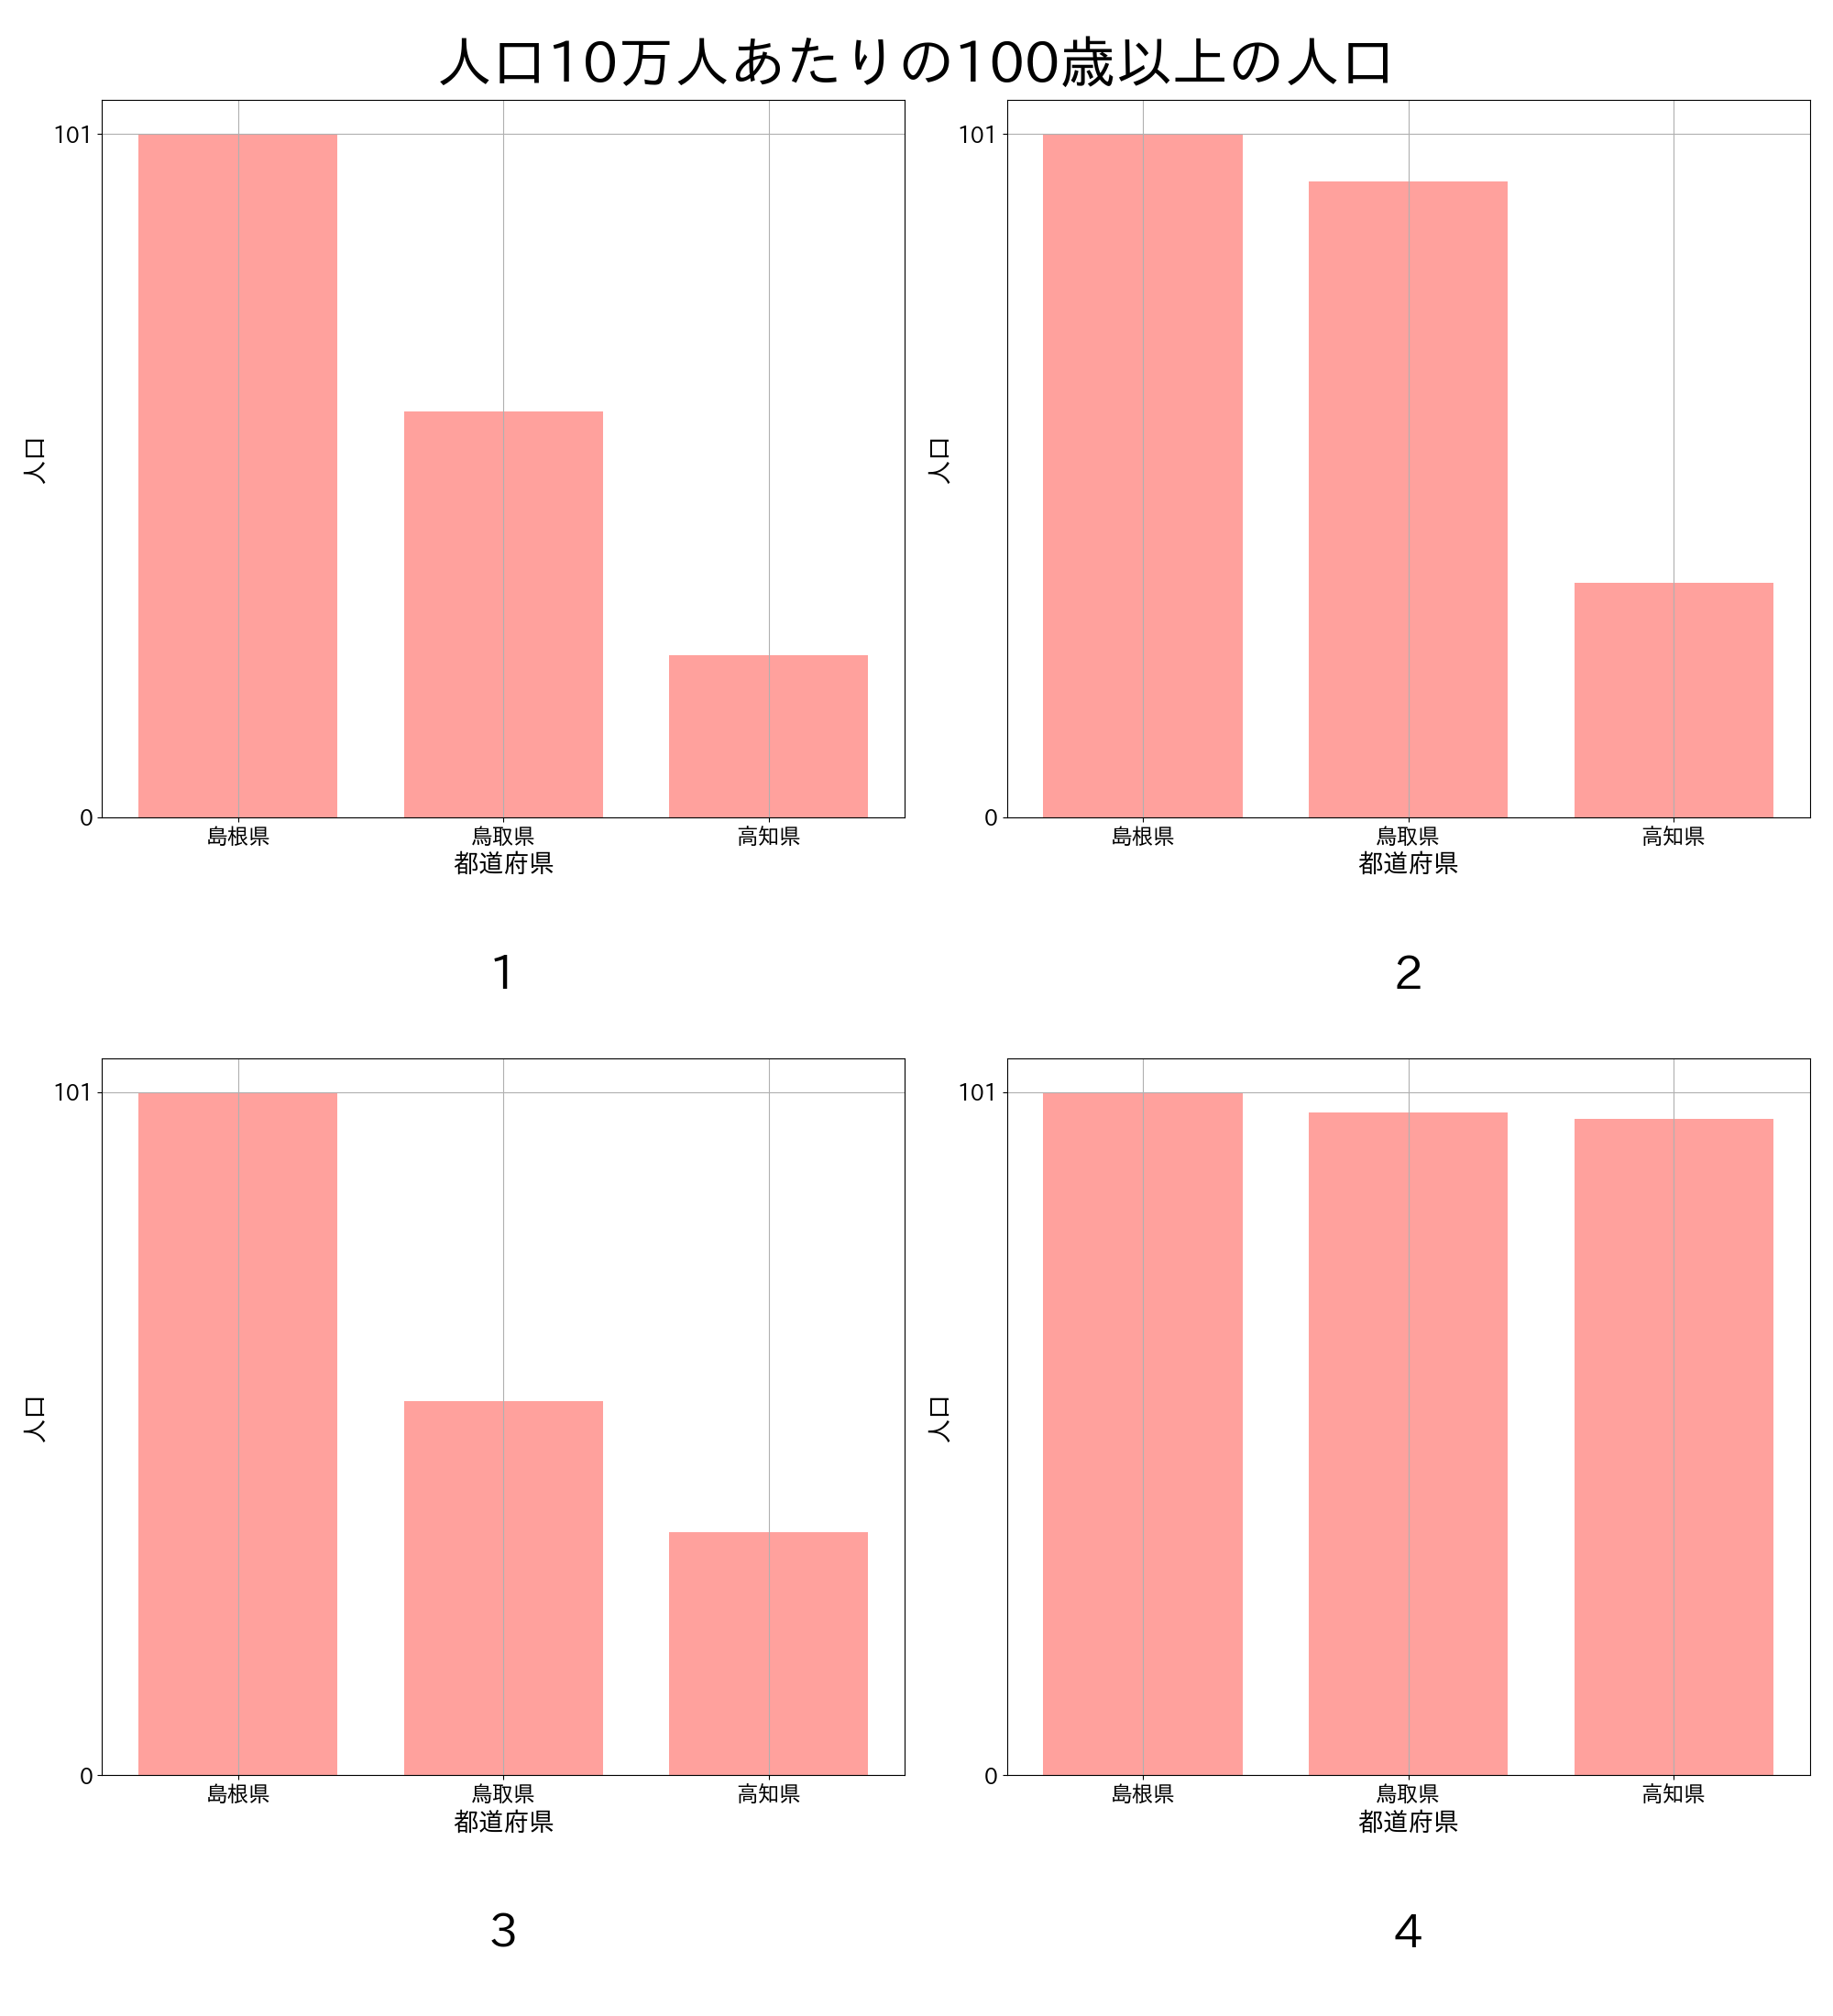 人口10万人あたりの100歳以上の人口
101
人口
0
島根県 鳥取県 高知県
都道府県
1
101
人口
0
島根県 鳥取県 高知県
都道府県
2
101
人口
0
島根県 鳥取県 高知県
都道府県
3
101
人口
0
島根県 鳥取県 高知県
都道府県
4